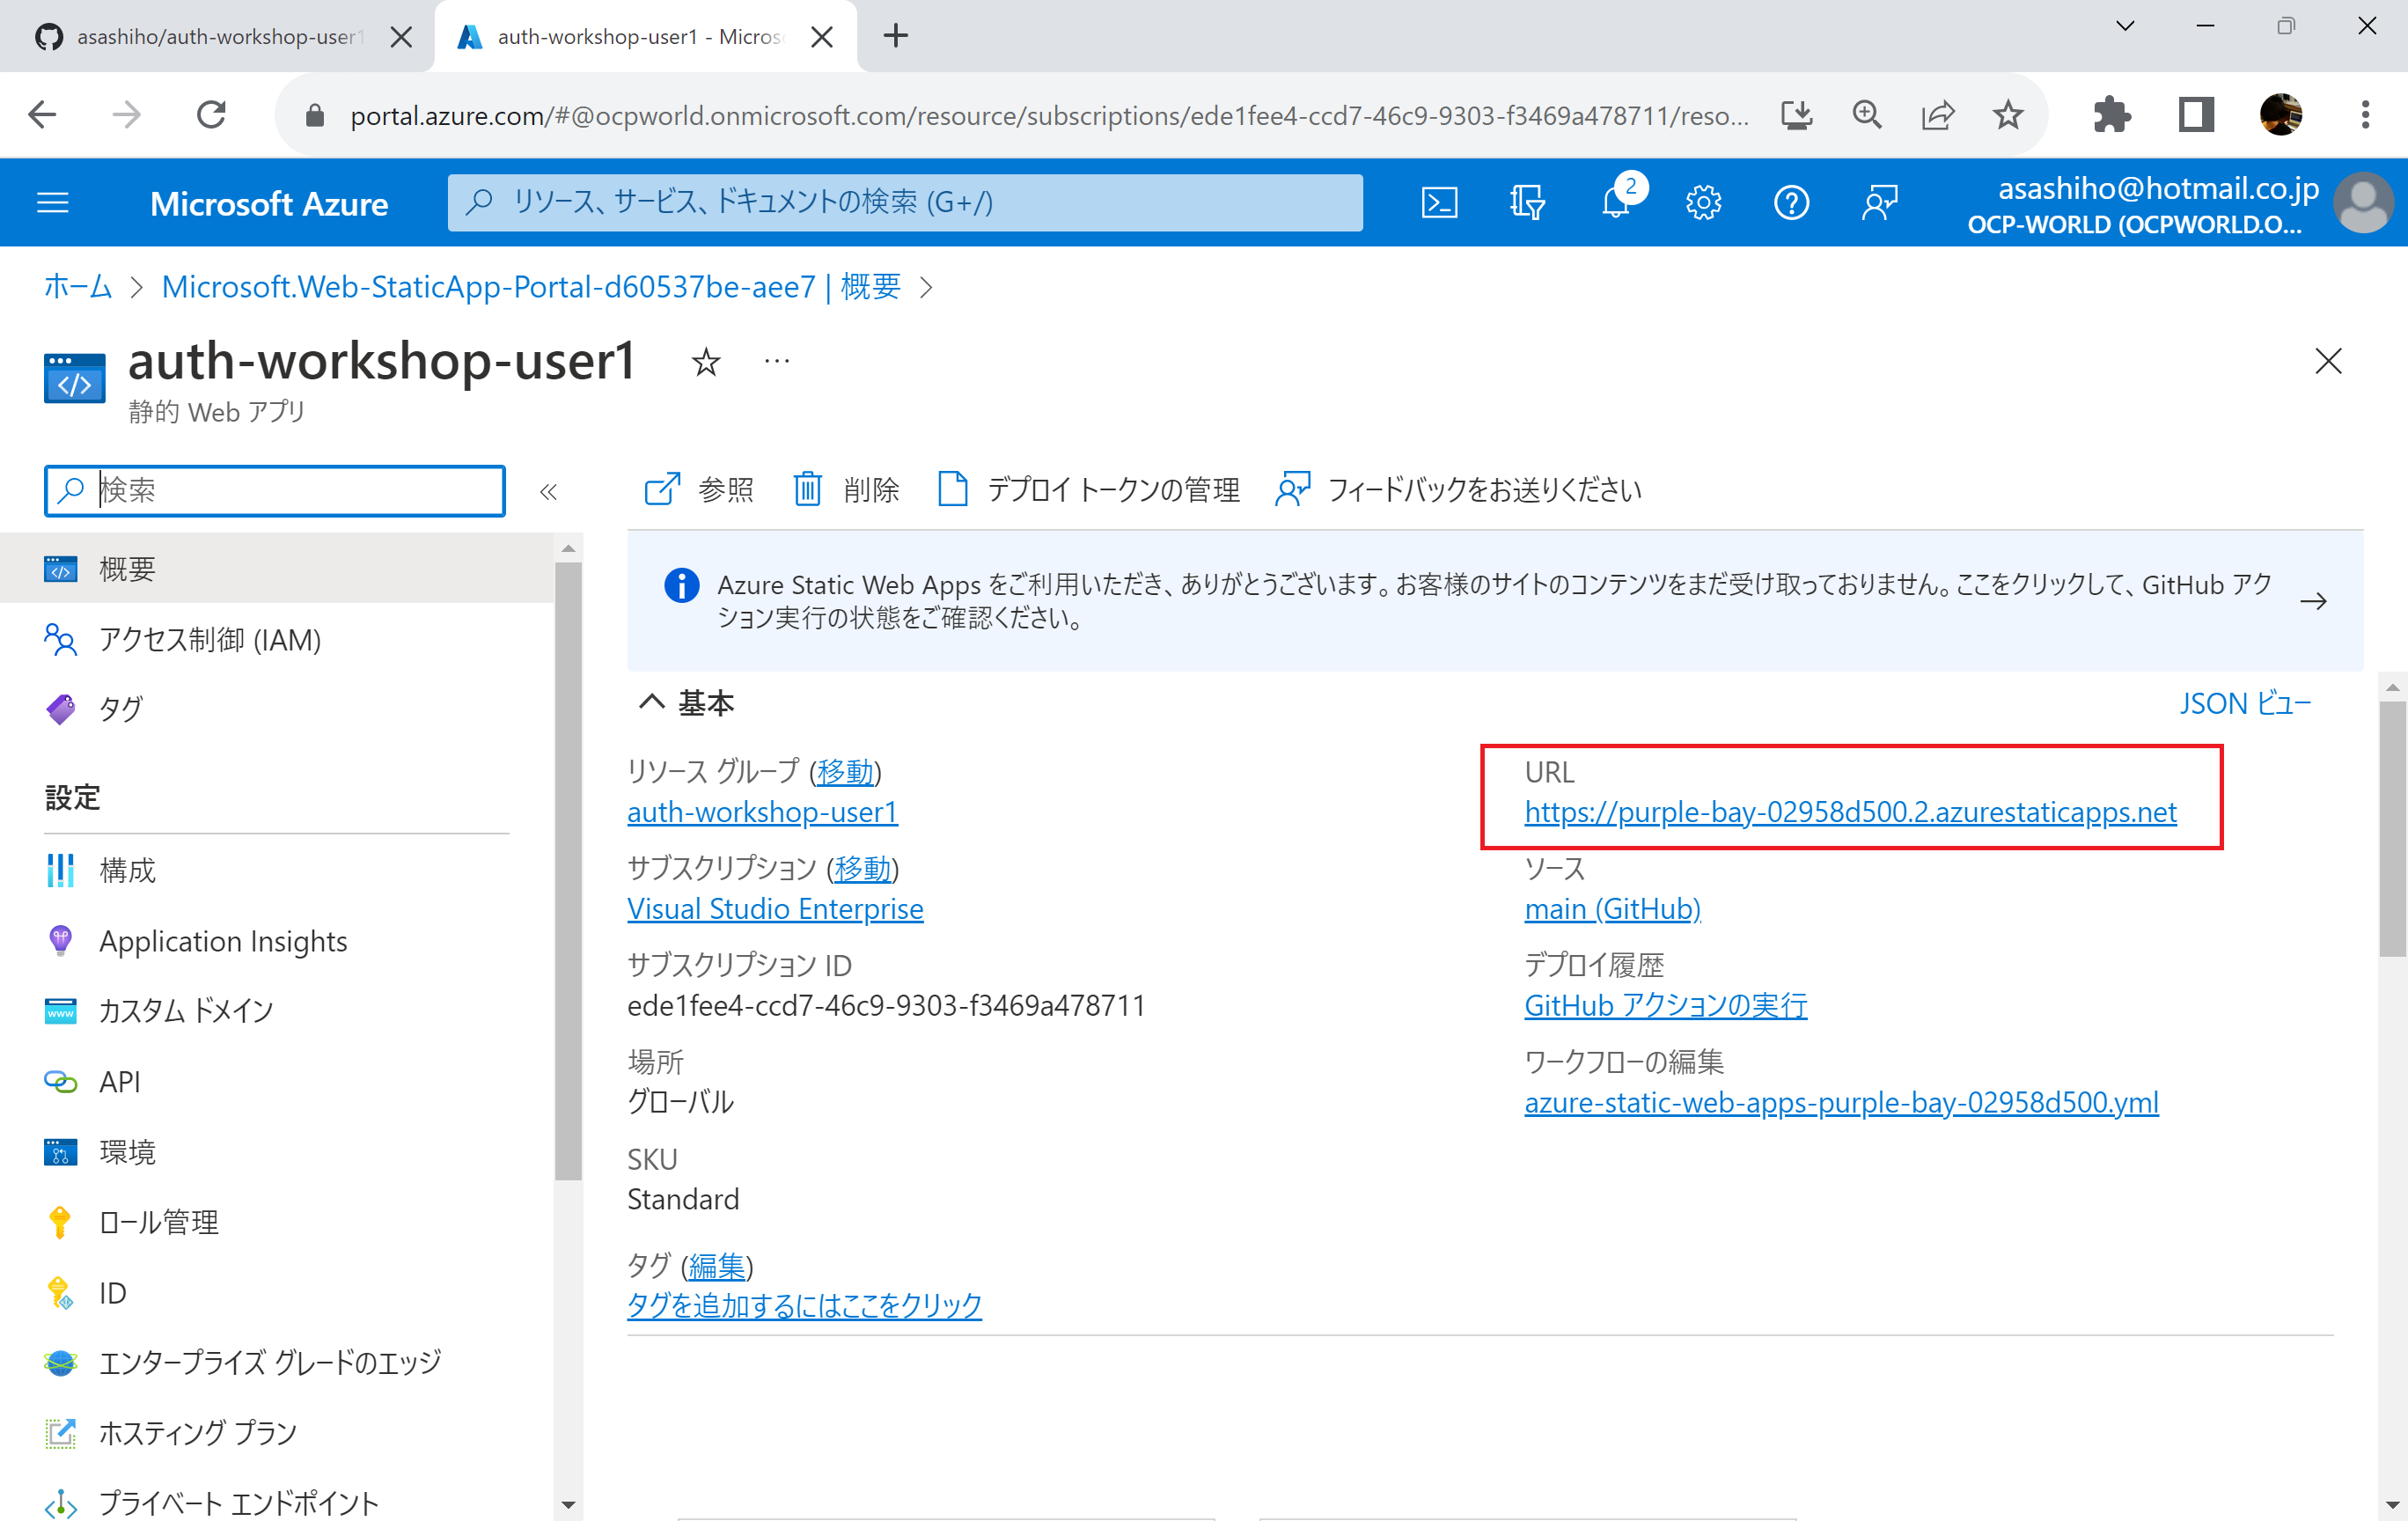 asashiho/auth-workshop-user1
auth-workshop-user1 - Micros
portal.azure.com/#@ocpworld.onmicrosoft.com/resource/subscriptions/ede1fee4-ccd7-46c9-9303-f3469a478711/reso...
Microsoft Azure
リソース、サービス、ドキュメントの検索 (G+/)
2
asashiho@hotmail.co.jp
OCP-WORLD (OCPWORLD.O...
ホーム > Microsoft.Web-StaticApp-Portal-d60537be-aee7 | 概要 >
auth-workshop-user1
静的 Web アプリ
検索
概要
アクセス制御 (IAM)
タグ
設定
構成
Application Insights
カスタム ドメイン
API
環境
ロール管理
ID
エンタープライズ グレードのエッジ
ホスティング プラン
プライベート エンドポイント
参照
削除
デプロイ トークンの管理
フィードバックをお送りください
Azure Static Web Apps をご利用いただき、ありがとうございます。お客様のサイトのコンテンツをまだ受け取っておりません。ここをクリックして、GitHub アク
ション実行の状態をご確認ください。
基本
JSON ビュー
リソース グループ (移動)
auth-workshop-user1
サブスクリプション (移動)
Visual Studio Enterprise
サブスクリプション ID
ede1fee4-ccd7-46c9-9303-f3469a478711
場所
グローバル
SKU
Standard
タグ (編集)
タグを追加するにはここをクリック
URL
https://purple-bay-02958d500.2.azurestaticapps.net
ソース
main (GitHub)
デプロイ履歴
GitHub アクションの実行
ワークフローの編集
azure-static-web-apps-purple-bay-02958d500.yml